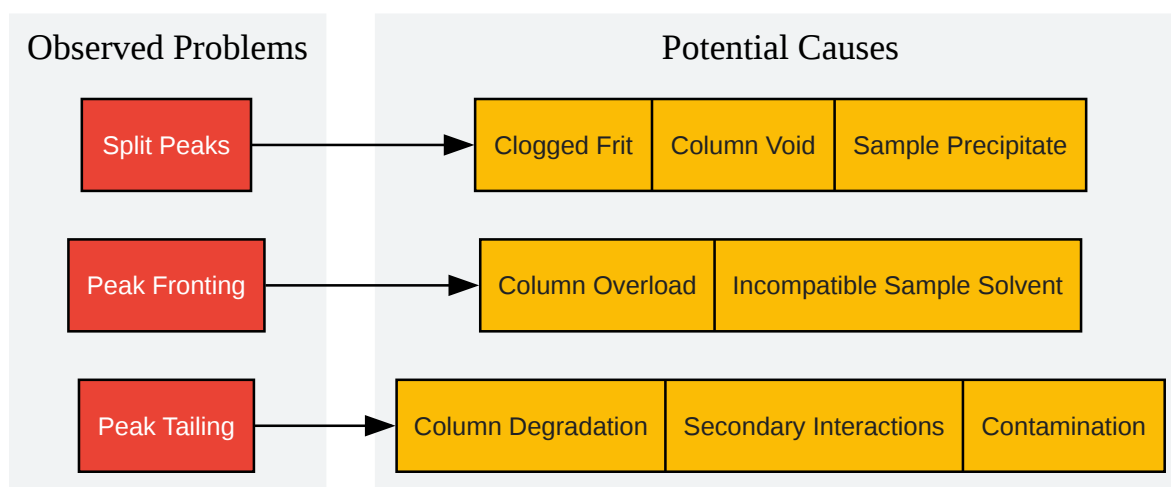 Observed Problems
Potential Causes
Split Peaks
Clogged Frit
Column Void
Sample Precipitate
Peak Fronting
Column Overload
Incompatible Sample Solvent
Peak Tailing
Column Degradation
Secondary Interactions
Contamination